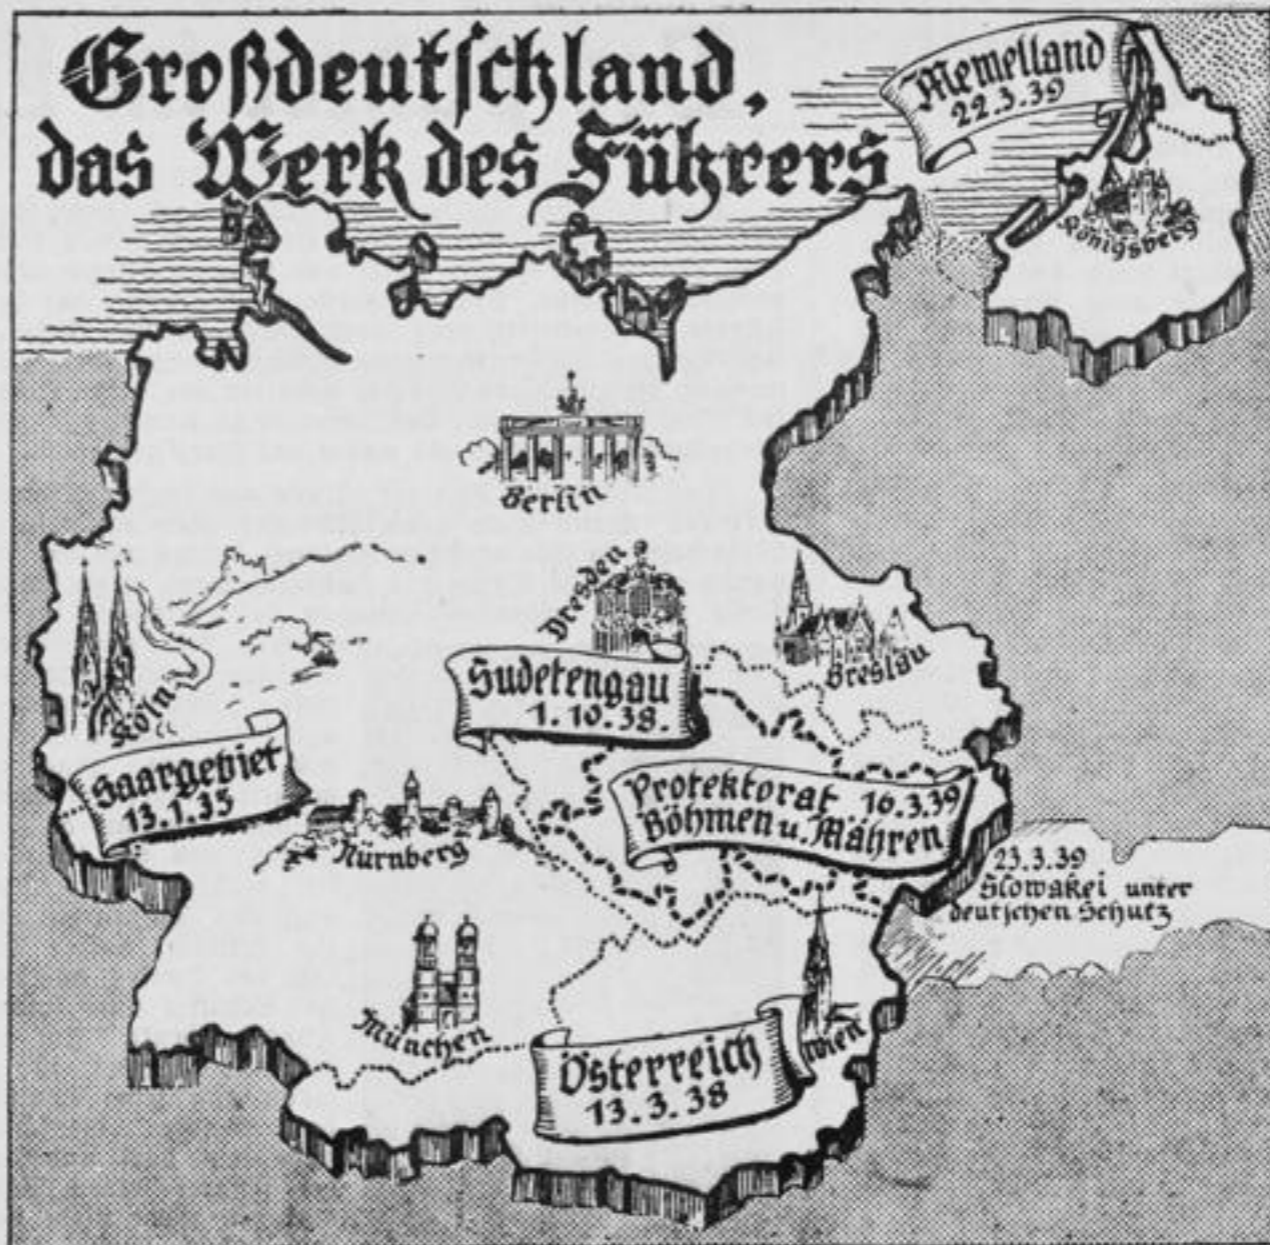 Großdeutschland,
das Werk des Führers
Memelland
22.3.39
Königsberg
Berlin
Dresden
Breslau
Köln
Sudetengau
1.10.38.
Saargebiet
13.1.35
Protektorat 16.3.39
Böhmen u. Mähren
Nürnberg
23.3.39
Slowakei unter
deutschen Schutz
München
Wien
Österreich
13.3.38